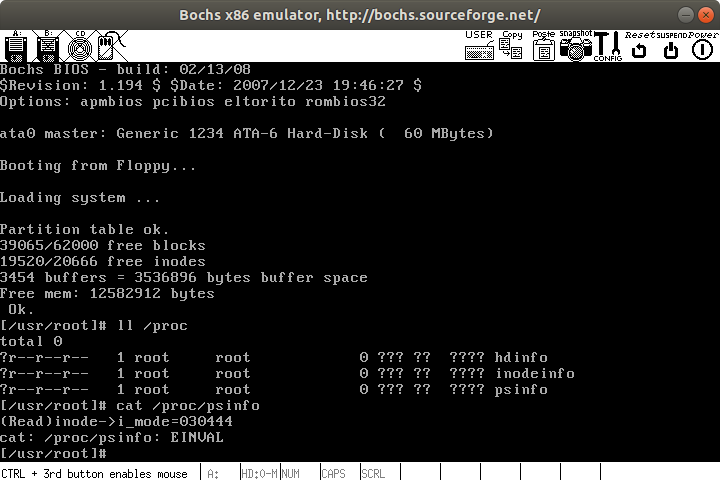 Bochs x86 emulator, http://bochs.sourceforge.net/
A: B: CD USER Copy Paste Snapshot CONFIG Reset SUSPEND Power
Bochs BIOS - build: 02/13/08
$Revision: 1.194 $ $Date: 2007/12/23 19:46:27 $
Options: apmbios pcibios eltorito rombios32
ata0 master: Generic 1234 ATA-6 Hard-Disk (  60 MBytes)
Booting from Floppy...
Loading system ...
Partition table ok.
39065/62000 free blocks
19520/20666 free inodes
3454 buffers = 3536896 bytes buffer space
Free mem: 12582912 bytes
 Ok.
[/usr/root]# ll /proc
total 0
?r--r--r--   1 root     root            0 ??? ??  ???? hdinfo
?r--r--r--   1 root     root            0 ??? ??  ???? inodeinfo
?r--r--r--   1 root     root            0 ??? ??  ???? psinfo
[/usr/root]# cat /proc/psinfo
(Read)inode->i_mode=030444
cat: /proc/psinfo: EINVAL
[/usr/root]#
CTRL + 3rd button enables mouse A: HD:0-M NUM CAPS SCRL